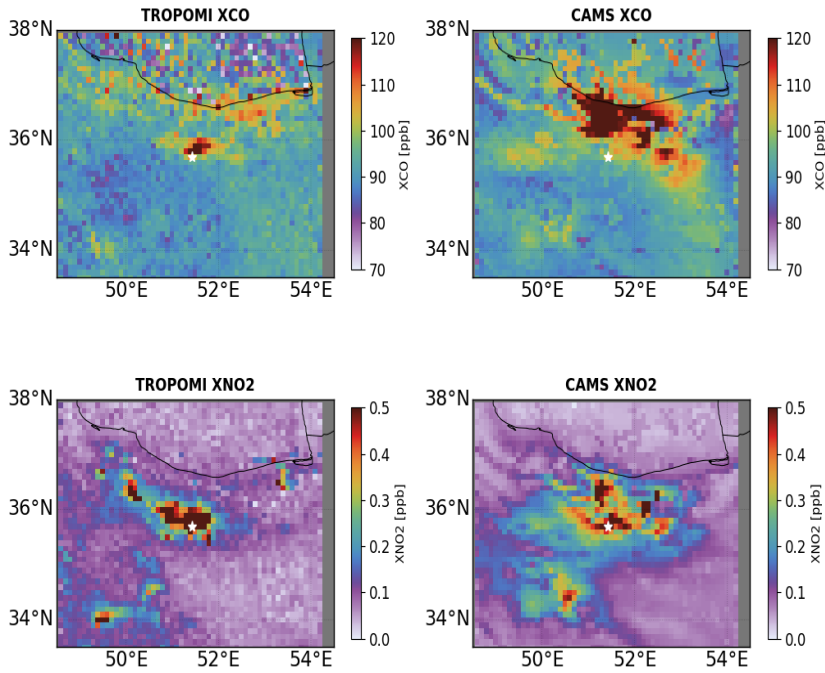 TROPOMI XCO
CAMS XCO
38°N
36°N
34°N
50°E 52°E 54°E
120
110
100
90
80
70
XCO [ppb]
38°N
36°N
34°N
50°E 52°E 54°E
120
110
100
90
80
70
XCO [ppb]
TROPOMI XNO2
CAMS XNO2
38°N
36°N
34°N
50°E 52°E 54°E
0.5
0.4
0.3
0.2
0.1
0.0
XNO2 [ppb]
38°N
36°N
34°N
50°E 52°E 54°E
0.5
0.4
0.3
0.2
0.1
0.0
XNO2 [ppb]